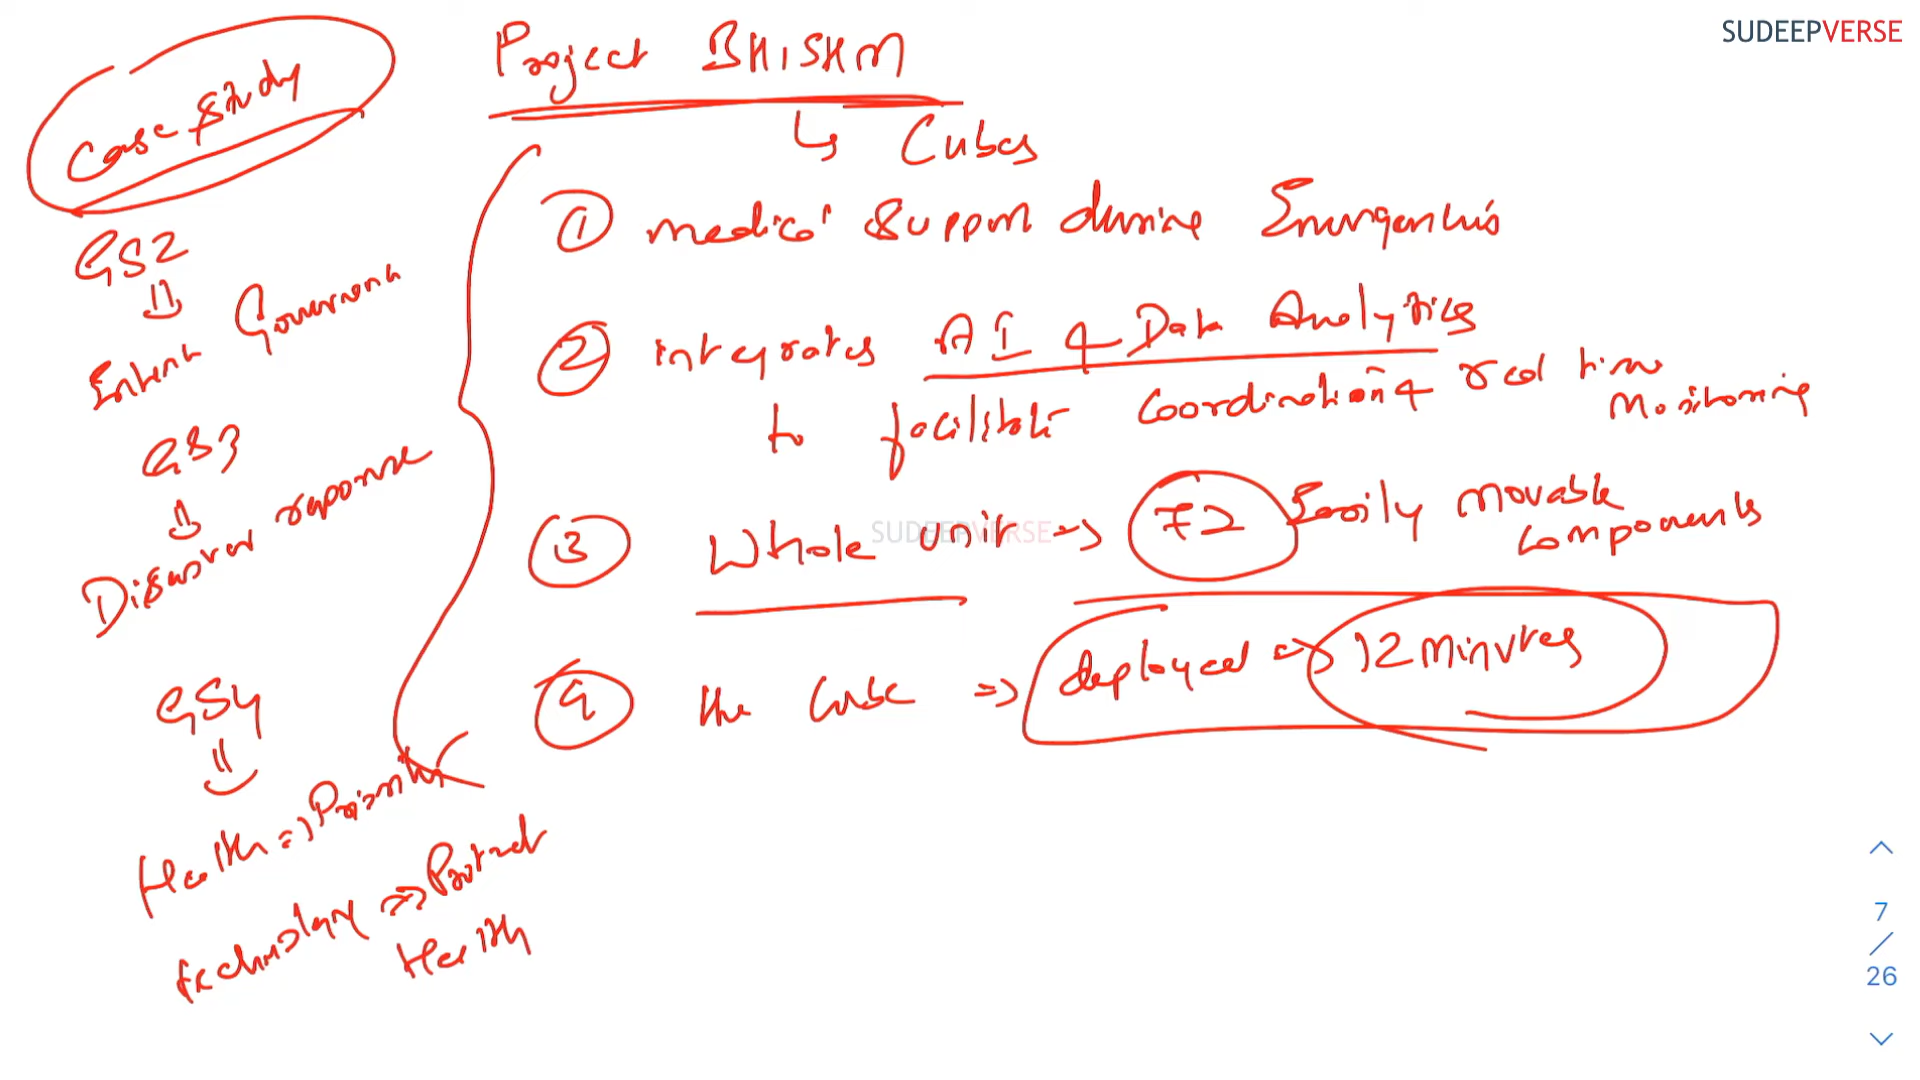 SUDEEPVERSE
Project BHISHM
↳ Cubes
Case study
GS2
⇓
Governance
GS3
⇓
Disaster response
GS4
⇓
Health ⇒ Priority
technology ⇒ Protect
Health
① medical support during Emergencies
② integrates AI & Data Analytics
to facilitate coordination & real time
Monitoring
③ Whole unit ⇒ 72 Easily movable
components
SUDEEPVERSE
④ the Cube ⇒ deployed ⇒ 12 minutes
7
/
26